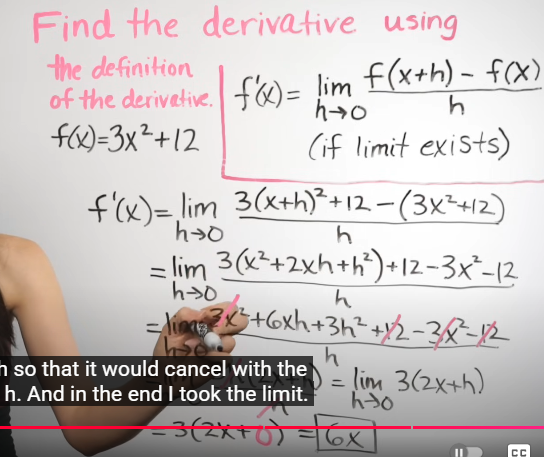 Find the derivative using
the definition
of the derivative.
f'(x) = lim h→0 f(x+h) - f(x) / h
(if limit exists)
f(x)=3x²+12
f'(x)= lim h→0 3(x+h)²+12-(3x²+12) / h
= lim h→0 3(x²+2xh+h²)+12-3x²-12 / h
= lim 3x²+6xh+3h²+12-3x²-12 / h
= lim h→0 3(2x+h)
h so that it would cancel with the
h. And in the end I took the limit.
= 3(2x+0) = 6x
CC